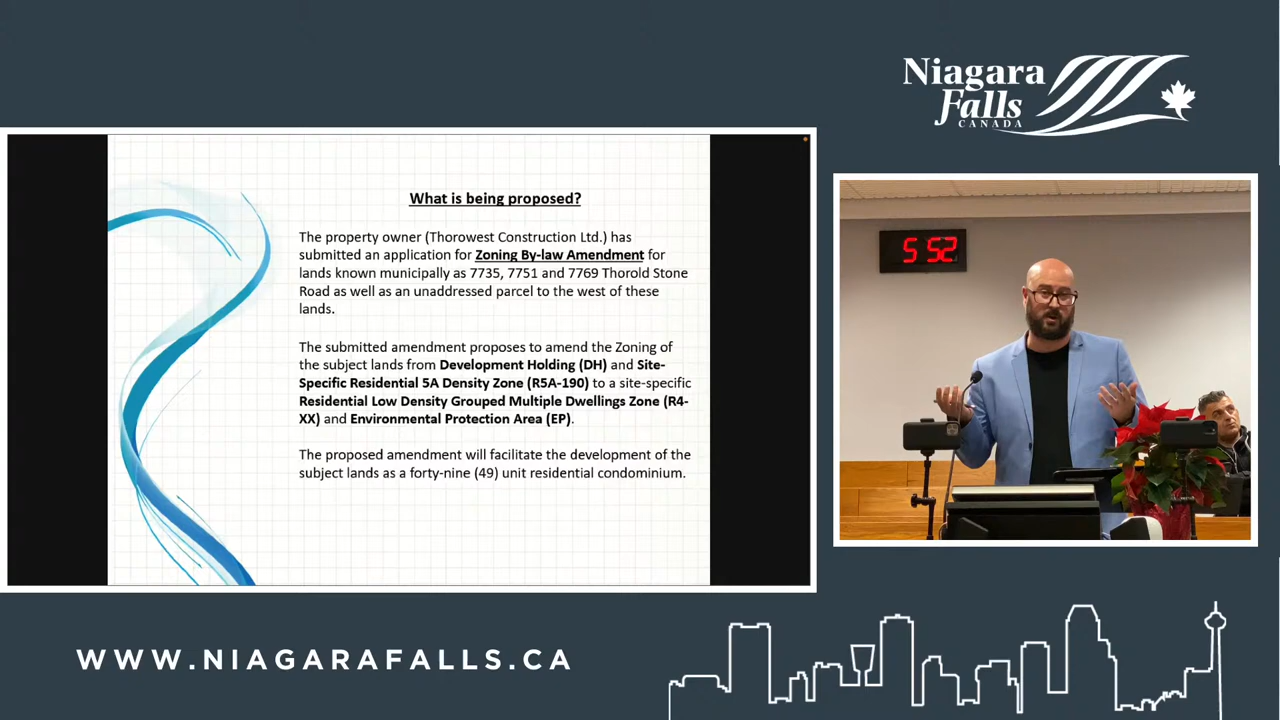 Niagara
Falls
CANADA
What is being proposed?
The property owner (Thorowest Construction Ltd.) has
submitted an application for Zoning By-law Amendment for
lands known municipally as 7735, 7751 and 7769 Thorold Stone
Road as well as an unaddressed parcel to the west of these
lands.
The submitted amendment proposes to amend the Zoning of
the subject lands from Development Holding (DH) and Site-
Specific Residential 5A Density Zone (R5A-190) to a site-specific
Residential Low Density Grouped Multiple Dwellings Zone (R4-
XX) and Environmental Protection Area (EP).
The proposed amendment will facilitate the development of the
subject lands as a forty-nine (49) unit residential condominium.
5 52
WWW.NIAGARAFALLS.CA